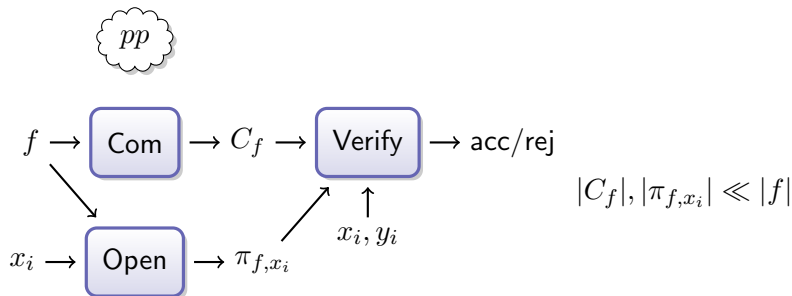 pp
f Com C_f Verify acc/rej
|C_f|, |π_{f,x_i}| ≪ |f|
x_i, y_i
x_i Open π_{f,x_i}